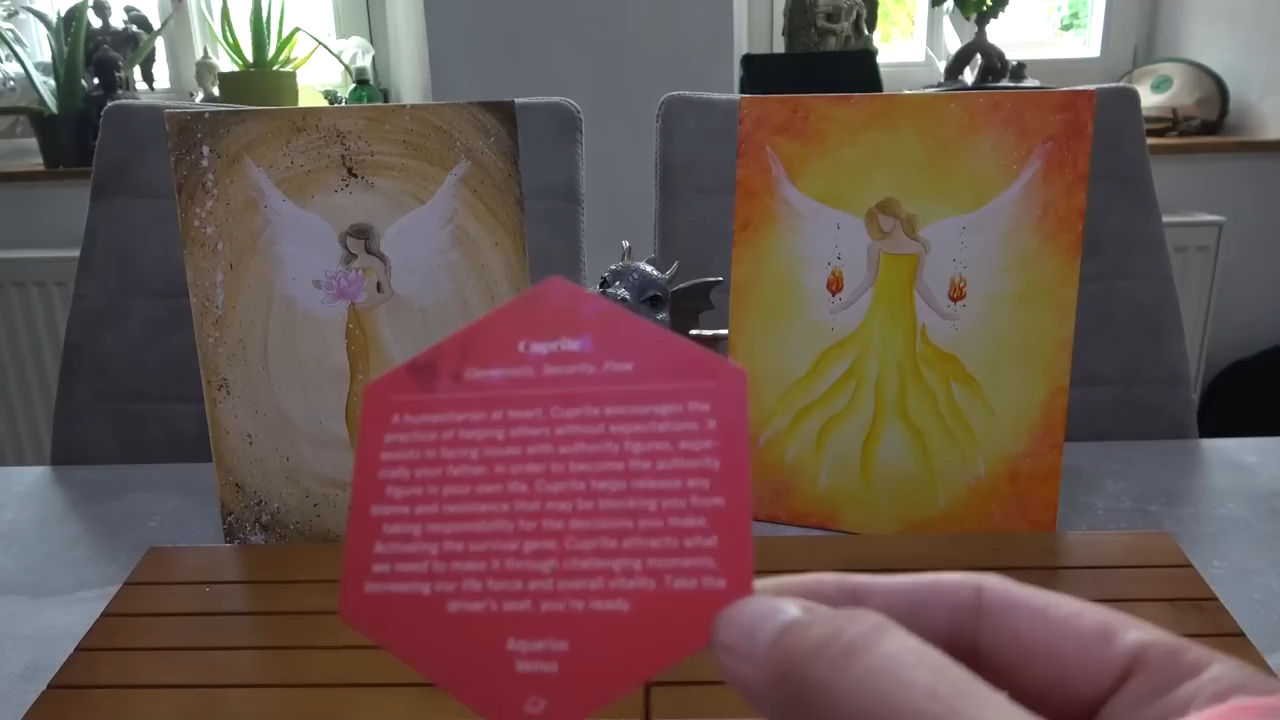 Cuprite
Generosity, Security, Flow
A humanitarian at heart, Cuprite encourages the
practice of helping others without expectations. It
assists in facing issues with authority figures, espe-
cially your father, in order to become the authority
figure in your own life. Cuprite helps release any
and resistance that may be blocking you from
taking responsibility for the decisions you make.
Activating the survival gene, Cuprite attracts what
we need to make it through challenging moments,
increasing our life force and overall vitality. Take the
driver's seat, you're ready.
Aquarius
Venus